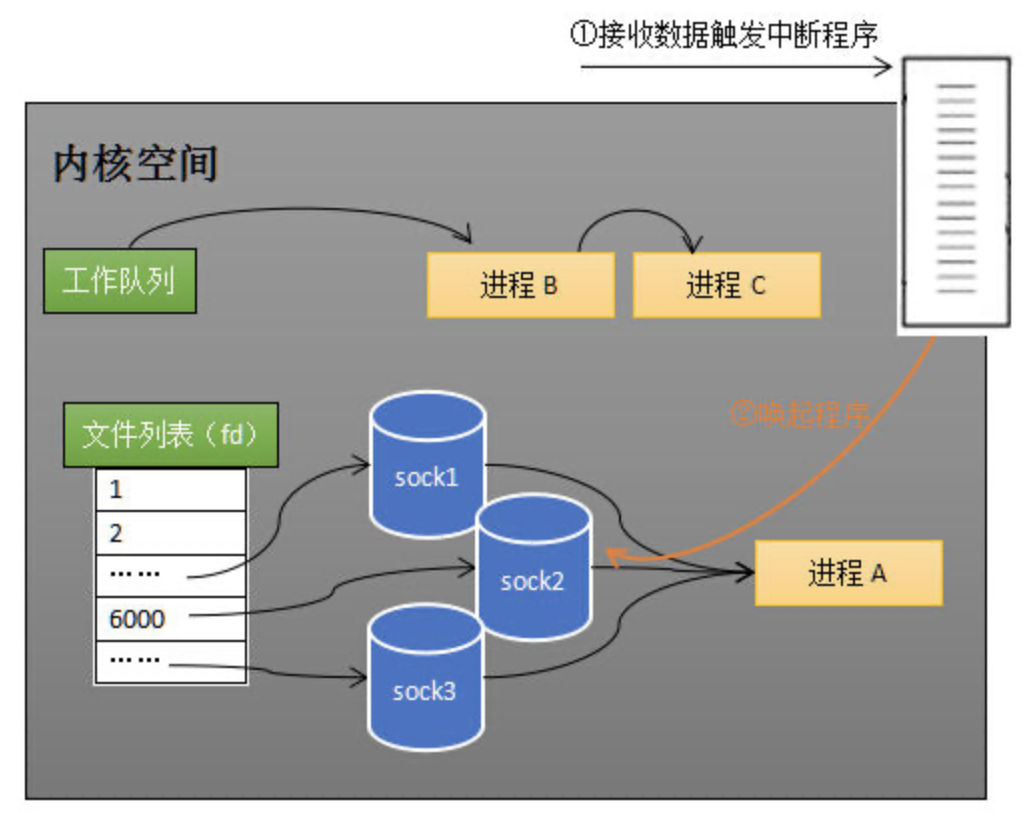 ①接收数据触发中断程序
内核空间
工作队列
进程 B
进程 C
②唤起程序
文件列表（fd）
1
2
……
6000
……
sock1
sock2
sock3
进程 A